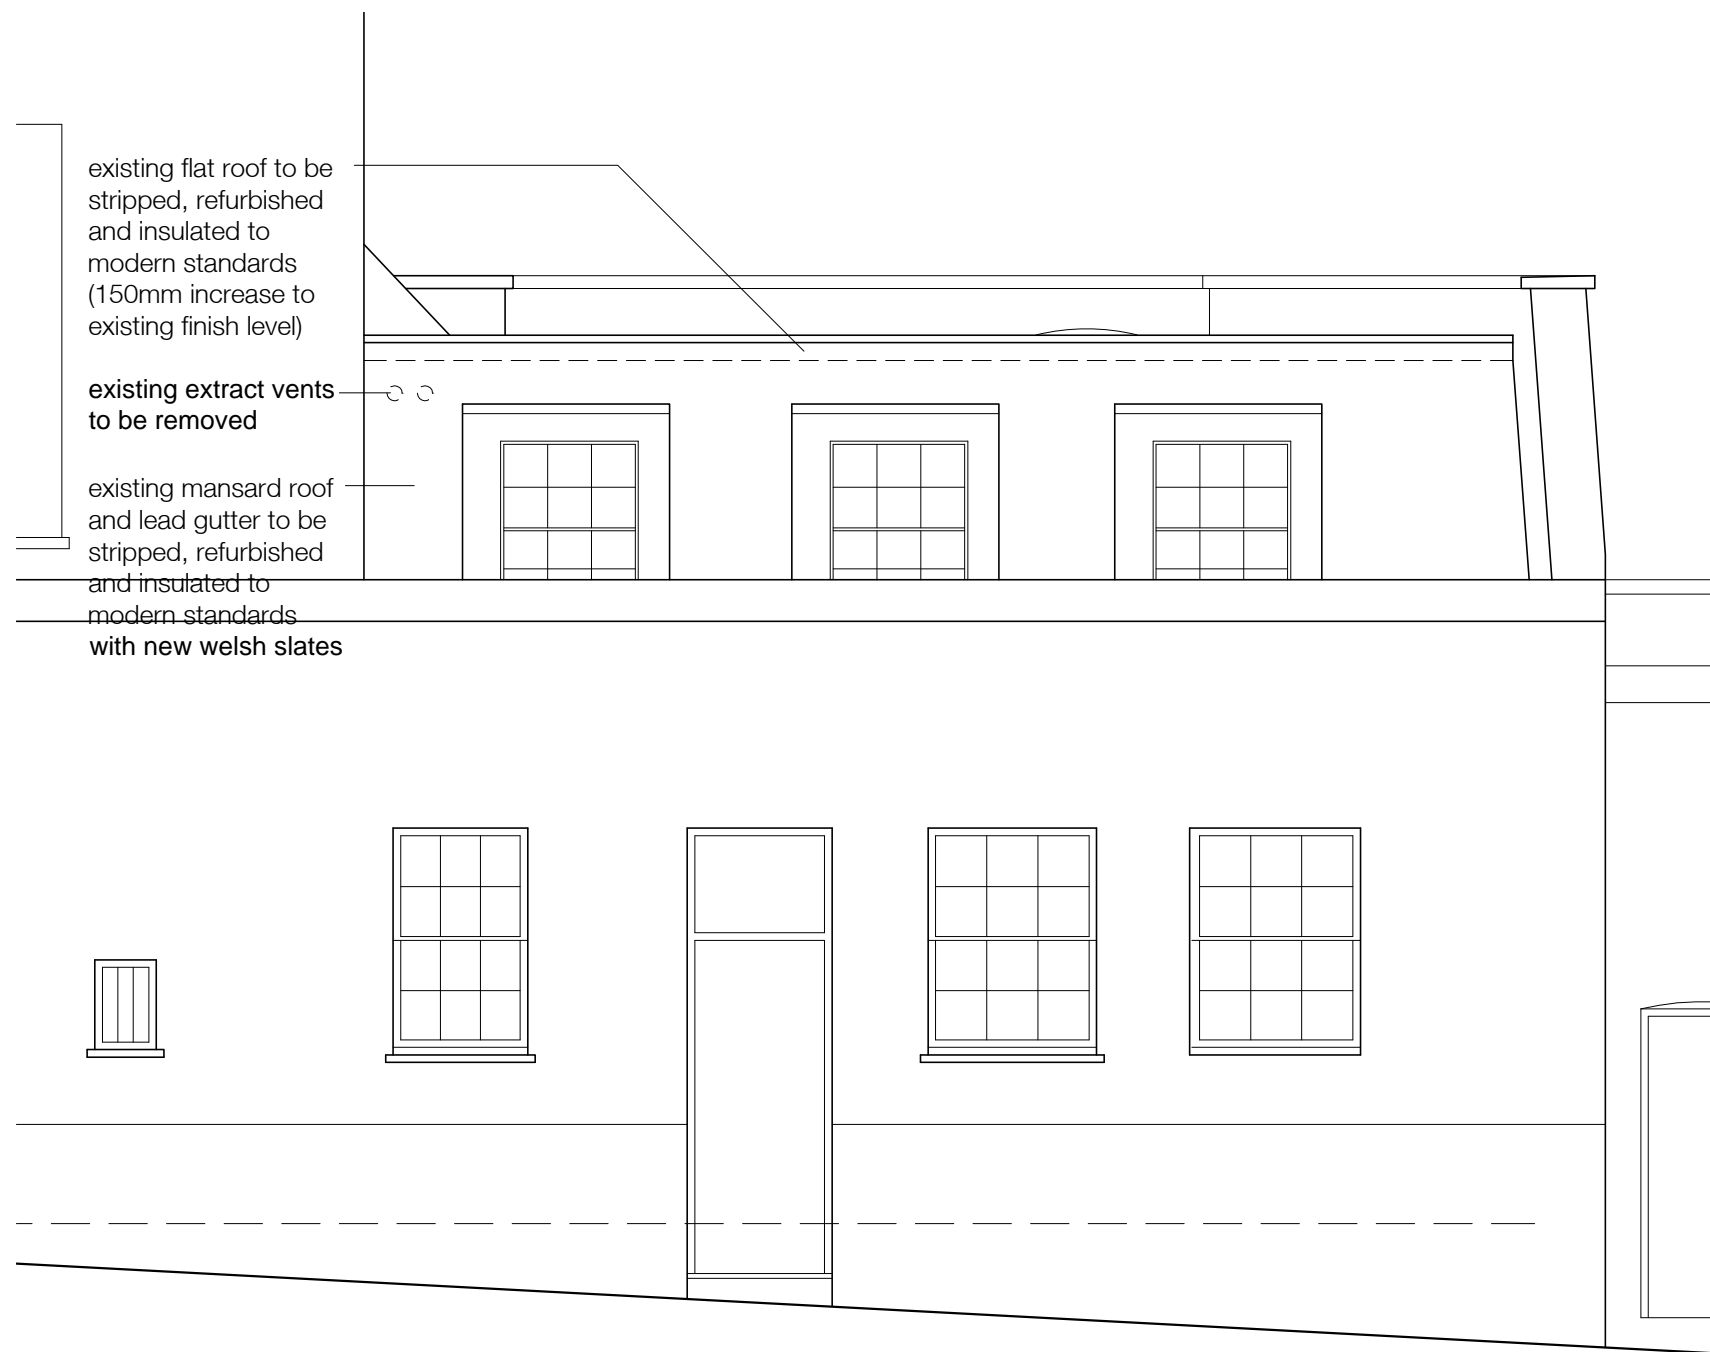 existing flat roof to be
stripped, refurbished
and insulated to
modern standards
(150mm increase to
existing finish level)
existing extract vents
to be removed
existing mansard roof
and lead gutter to be
stripped, refurbished
and insulated to
modern standards
with new welsh slates